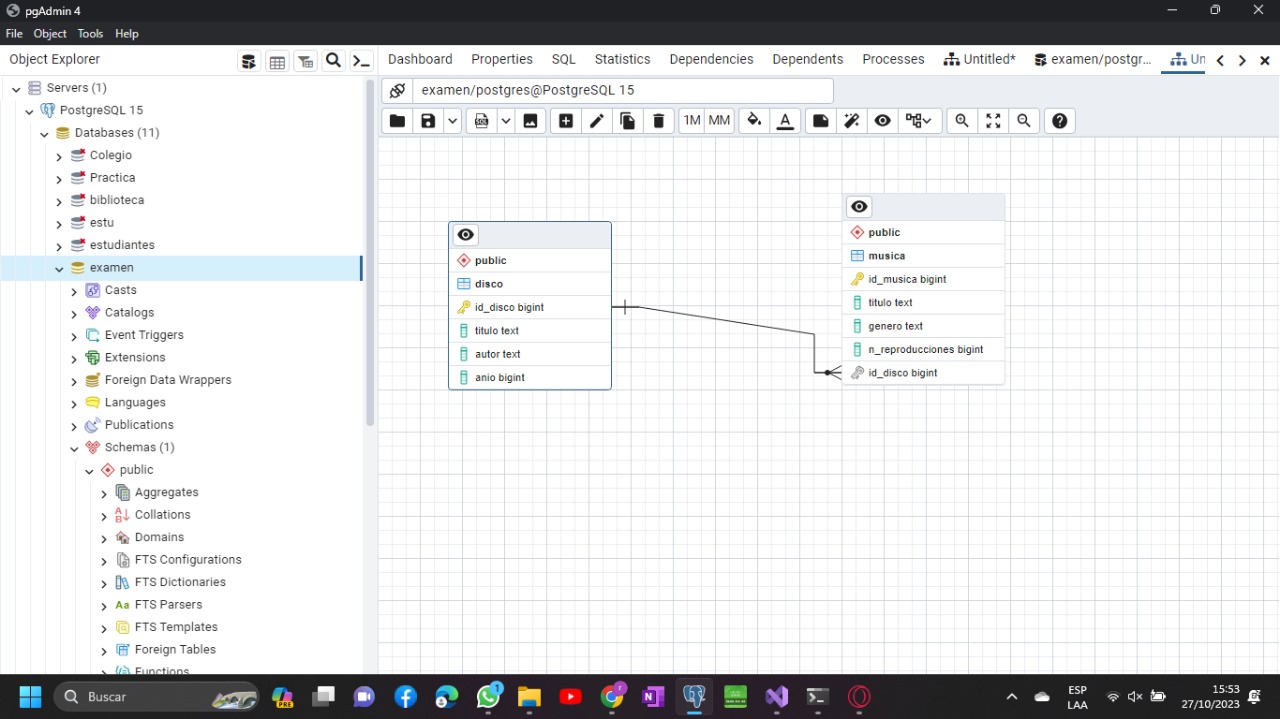 pgAdmin 4
File Object Tools Help
Object Explorer
Dashboard Properties SQL Statistics Dependencies Dependents Processes Untitled* examen/postgr... Un
Servers (1)
PostgreSQL 15
Databases (11)
Colegio
Practica
biblioteca
estu
estudiantes
examen
Casts
Catalogs
Event Triggers
Extensions
Foreign Data Wrappers
Languages
Publications
Schemas (1)
public
Aggregates
Collations
Domains
FTS Configurations
FTS Dictionaries
Aa FTS Parsers
FTS Templates
Foreign Tables
Functions
examen/postgres@PostgreSQL 15
1M MM
public
disco
id_disco bigint
titulo text
autor text
anio bigint
public
musica
id_musica bigint
titulo text
genero text
n_reproducciones bigint
id_disco bigint
Buscar
PRE
1
ESP
LAA
15:53
27/10/2023